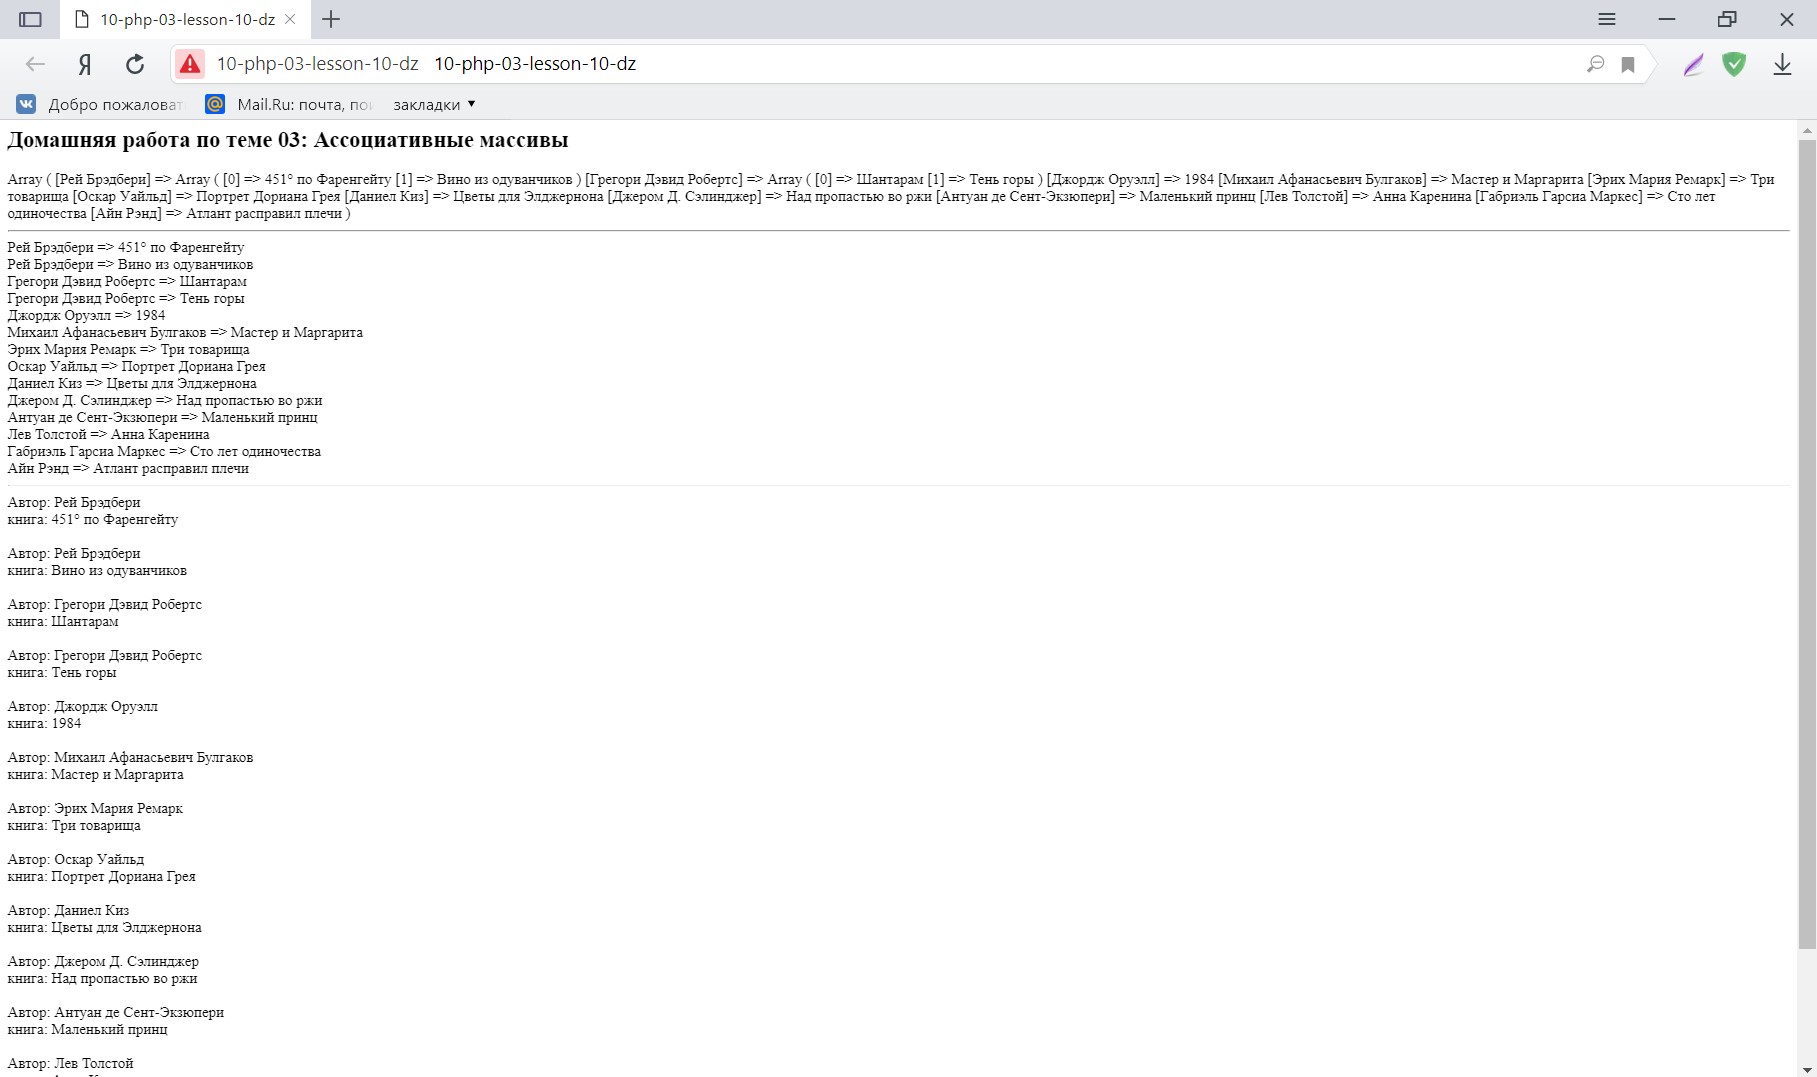 10-php-03-lesson-10-dz
Я
10-php-03-lesson-10-dz 10-php-03-lesson-10-dz
Добро пожаловат
@ Mail.Ru: почта, пои
закладки
Домашняя работа по теме 03: Ассоциативные массивы
Array ( [Рей Брэдбери] => Array ( [0] => 451° по Фаренгейту [1] => Вино из одуванчиков ) [Грегори Дэвид Робертс] => Array ( [0] => Шантарам [1] => Тень горы ) [Джордж Оруэлл] => 1984 [Михаил Афанасьевич Булгаков] => Мастер и Маргарита [Эрих Мария Ремарк] => Три
товарища [Оскар Уайльд] => Портрет Дориана Грея [Даниел Киз] => Цветы для Элджернона [Джером Д. Сэлинджер] => Над пропастью во ржи [Антуан де Сент-Экзюпери] => Маленький принц [Лев Толстой] => Анна Каренина [Габриэль Гарсиа Маркес] => Сто лет
одиночества [Айн Рэнд] => Атлант расправил плечи )
Рей Брэдбери => 451° по Фаренгейту
Рей Брэдбери => Вино из одуванчиков
Грегори Дэвид Робертс => Шантарам
Грегори Дэвид Робертс => Тень горы
Джордж Оруэлл => 1984
Михаил Афанасьевич Булгаков => Мастер и Маргарита
Эрих Мария Ремарк => Три товарища
Оскар Уайльд => Портрет Дориана Грея
Даниел Киз => Цветы для Элджернона
Джером Д. Сэлинджер => Над пропастью во ржи
Антуан де Сент-Экзюпери => Маленький принц
Лев Толстой => Анна Каренина
Габриэль Гарсиа Маркес => Сто лет одиночества
Айн Рэнд => Атлант расправил плечи
Автор: Рей Брэдбери
книга: 451° по Фаренгейту
Автор: Рей Брэдбери
книга: Вино из одуванчиков
Автор: Грегори Дэвид Робертс
книга: Шантарам
Автор: Грегори Дэвид Робертс
книга: Тень горы
Автор: Джордж Оруэлл
книга: 1984
Автор: Михаил Афанасьевич Булгаков
книга: Мастер и Маргарита
Автор: Эрих Мария Ремарк
книга: Три товарища
Автор: Оскар Уайльд
книга: Портрет Дориана Грея
Автор: Даниел Киз
книга: Цветы для Элджернона
Автор: Джером Д. Сэлинджер
книга: Над пропастью во ржи
Автор: Антуан де Сент-Экзюпери
книга: Маленький принц
Автор: Лев Толстой